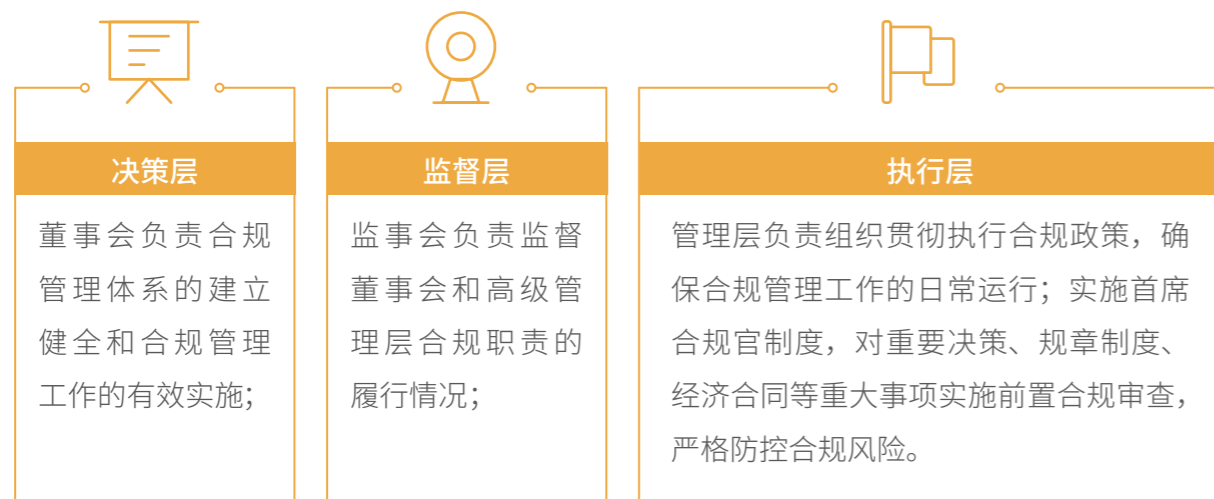 决策层
董事会负责合规
管理体系的建立
健全和合规管理
工作的有效实施；
监督层
监事会负责监督
董事会和高级管
理层合规职责的
履行情况；
执行层
管理层负责组织贯彻执行合规政策，确
保合规管理工作的日常运行；实施首席
合规官制度，对重要决策、规章制度、
经济合同等重大事项实施前置合规审查，
严格防控合规风险。